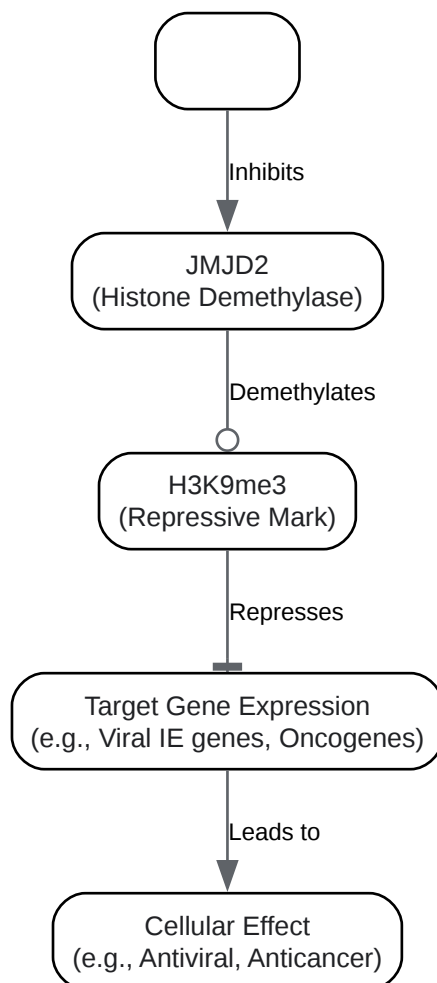 Inhibits
JMJD2
(Histone Demethylase)
Demethylates
H3K9me3
(Repressive Mark)
Represses
Target Gene Expression
(e.g., Viral IE genes, Oncogenes)
Leads to
Cellular Effect
(e.g., Antiviral, Anticancer)